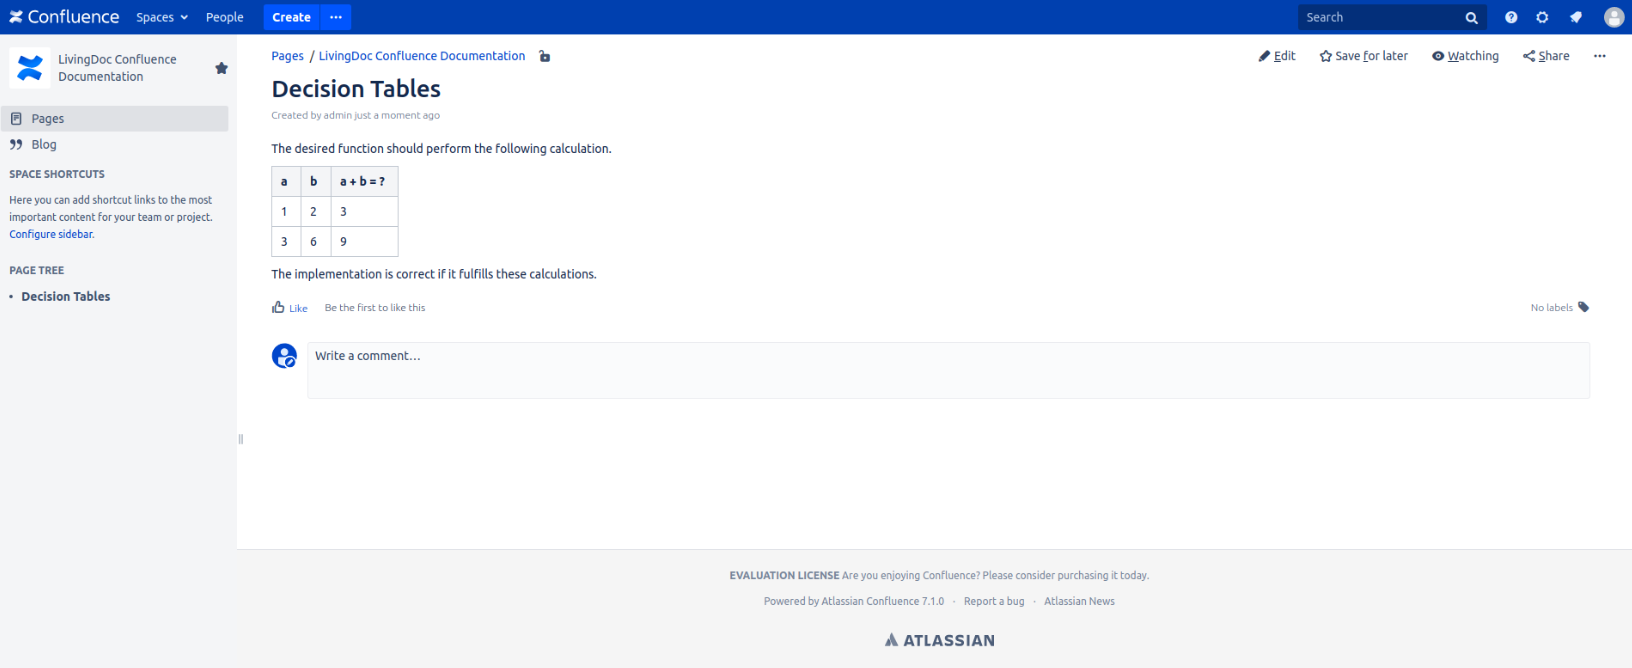 Confluence Spaces People Create ··· Search
LivingDoc Confluence
Documentation
Pages
Blog
SPACE SHORTCUTS
Here you can add shortcut links to the most
important content for your team or project.
Configure sidebar.
PAGE TREE
• Decision Tables
Pages / LivingDoc Confluence Documentation
Edit Save for later Watching Share ···
Decision Tables
Created by admin just a moment ago
The desired function should perform the following calculation.
a b a + b = ?
1 2 3
3 6 9
The implementation is correct if it fulfills these calculations.
Like Be the first to like this
No labels
Write a comment…
EVALUATION LICENSE Are you enjoying Confluence? Please consider purchasing it today.
Powered by Atlassian Confluence 7.1.0 · Report a bug · Atlassian News
ATLASSIAN